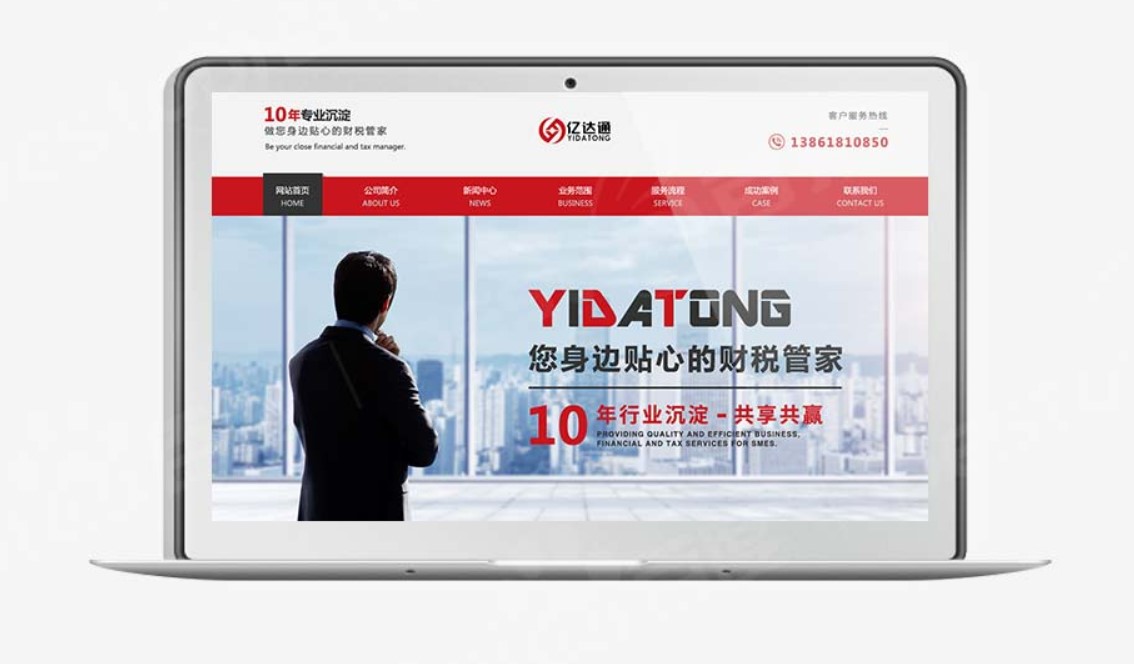 10年专业沉淀
做您身边贴心的财税管家
Be your close financial and tax manager.
亿达通
YIDATONG
客户服务热线
13861810850
网站首页 公司简介 新闻中心 业务范围 服务流程 成功案例 联系我们
HOME ABOUT US NEWS BUSINESS SERVICE CASE CONTACT US
YIDATONG
您身边贴心的财税管家
10年行业沉淀-共享共赢
PROVIDING QUALITY AND EFFICIENT BUSINESS,
FINANCIAL AND TAX SERVICES FOR SMES.